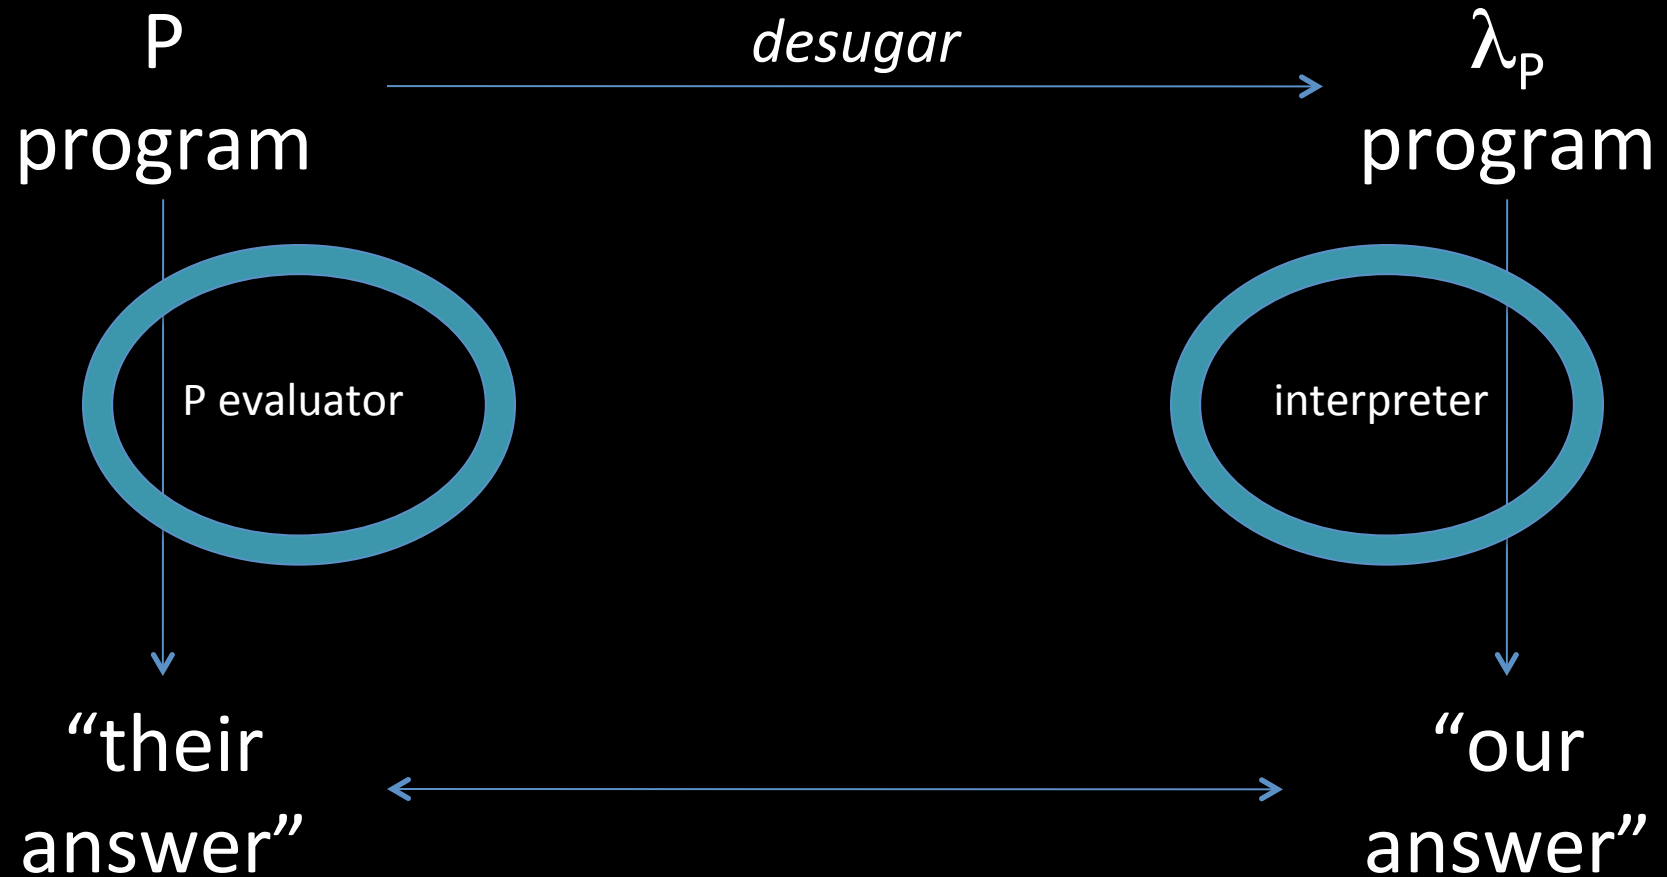 P
program
desugar
λP
program
P evaluator
interpreter
“their
answer”
“our
answer”